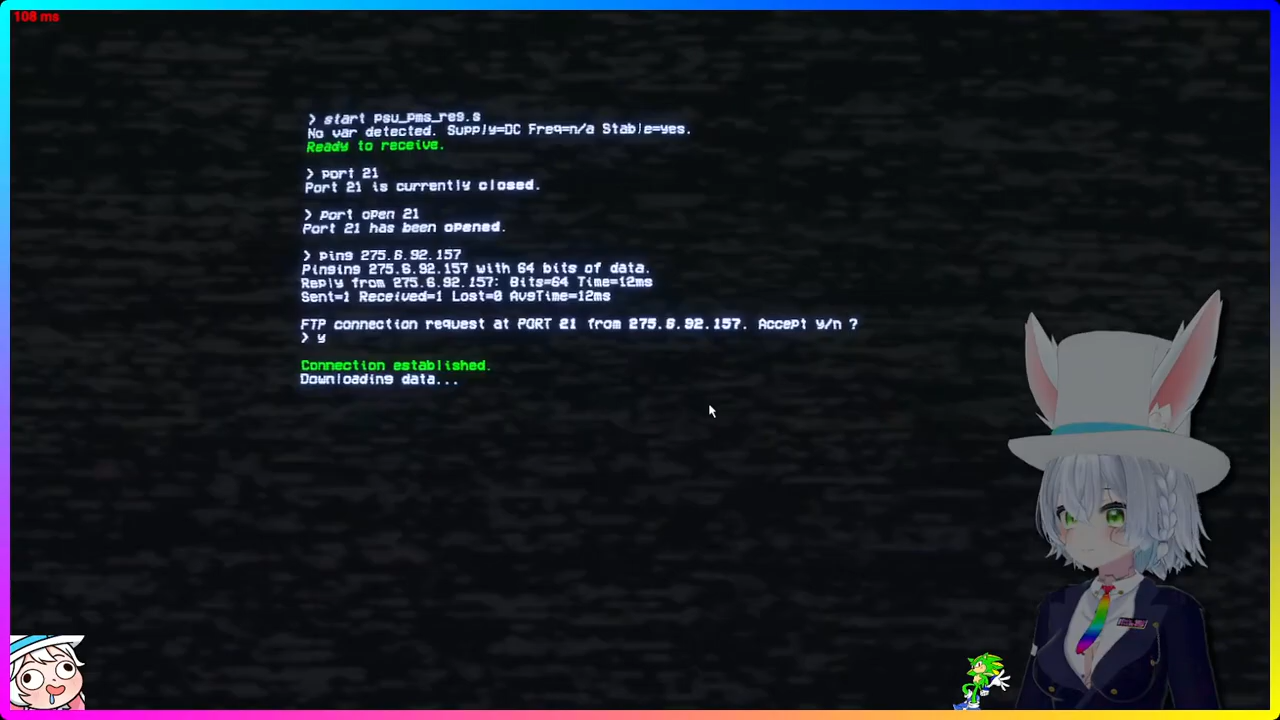 108 ms
> start psu_pms_reg.s
No var detected. Supply=DC Freq=n/a Stable=yes.
Ready to receive.
> port 21
Port 21 is currently closed.
> port open 21
Port 21 has been opened.
> ping 275.6.92.157
Pinging 275.6.92.157 with 64 bits of data.
Reply from 275.6.92.157: Bits=64 Time=12ms
Sent=1 Received=1 Lost=0 AvgTime=12ms
FTP connection request at PORT 21 from 275.6.92.157. Accept y/n ?
> y
Connection established.
Downloading data...